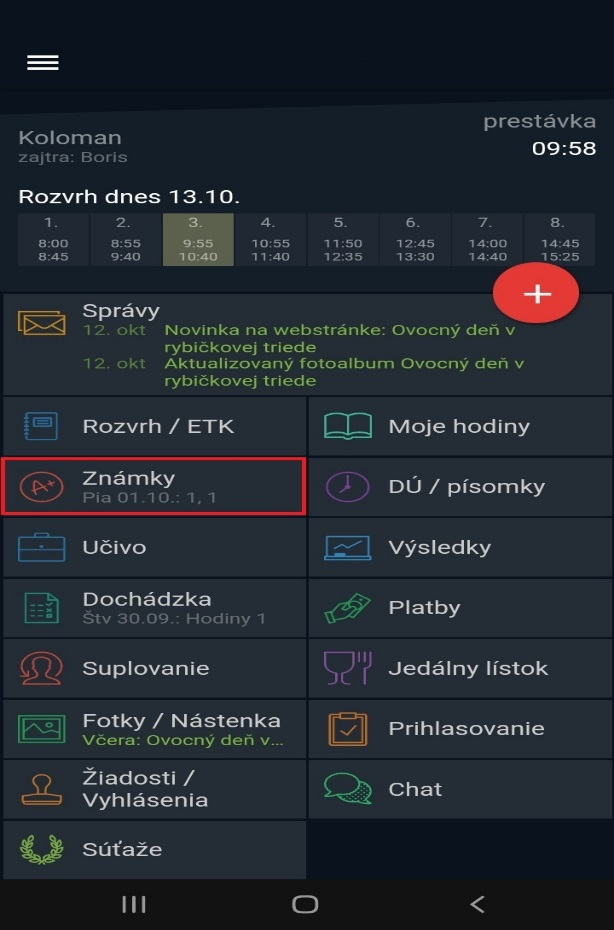 prestávka
Koloman
09:58
zajtra: Boris
Rozvrh dnes 13.10.
1. 2. 3. 4. 5. 6. 7. 8.
8:00 8:55 9:55 10:55 11:50 12:45 14:00 14:45
8:45 9:40 10:40 11:40 12:35 13:30 14:40 15:25
+
Správy
12. okt Novinka na webstránke: Ovocný deň v
rybičkovej triede
12. okt Aktualizovaný fotoalbum Ovocný deň v
rybičkovej triede
Rozvrh / ETK
Moje hodiny
A+
Známky
Pia 01.10.: 1, 1
DÚ / písomky
Učivo
Výsledky
Dochádzka
Štv 30.09.: Hodiny 1
Platby
Suplovanie
Jedálny lístok
Fotky / Nástenka
Včera: Ovocný deň v...
Prihlasovanie
Žiadosti /
Vyhlásenia
Chat
Súťaže